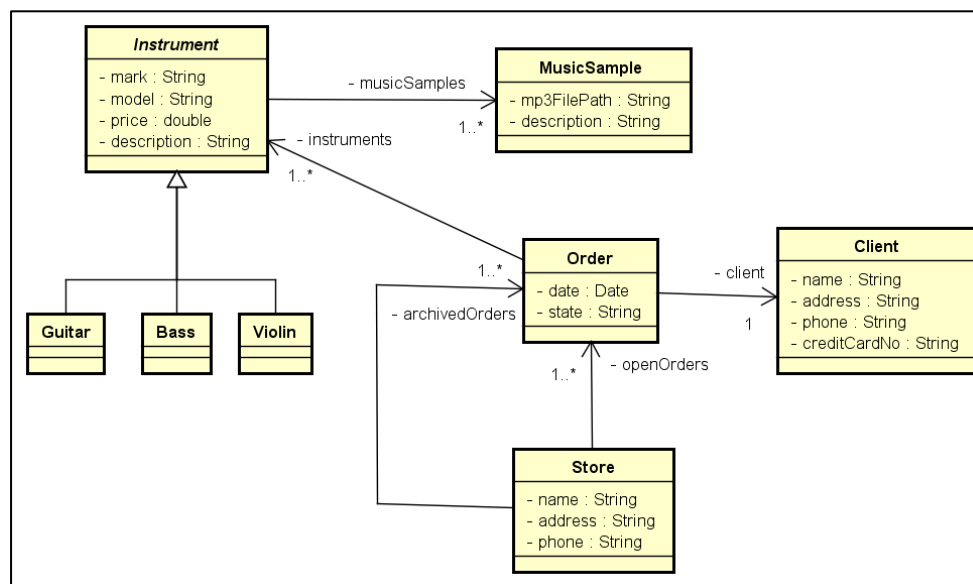 Instrument
- mark : String
- model : String
- price : double
- description : String
- musicSamples
1..*
MusicSample
- mp3FilePath : String
- description : String
- instruments
1..*
Guitar
Bass
Violin
1..*
- archivedOrders
Order
- date : Date
- state : String
- client
1
Client
- name : String
- address : String
- phone : String
- creditCardNo : String
- openOrders
1..*
Store
- name : String
- address : String
- phone : String